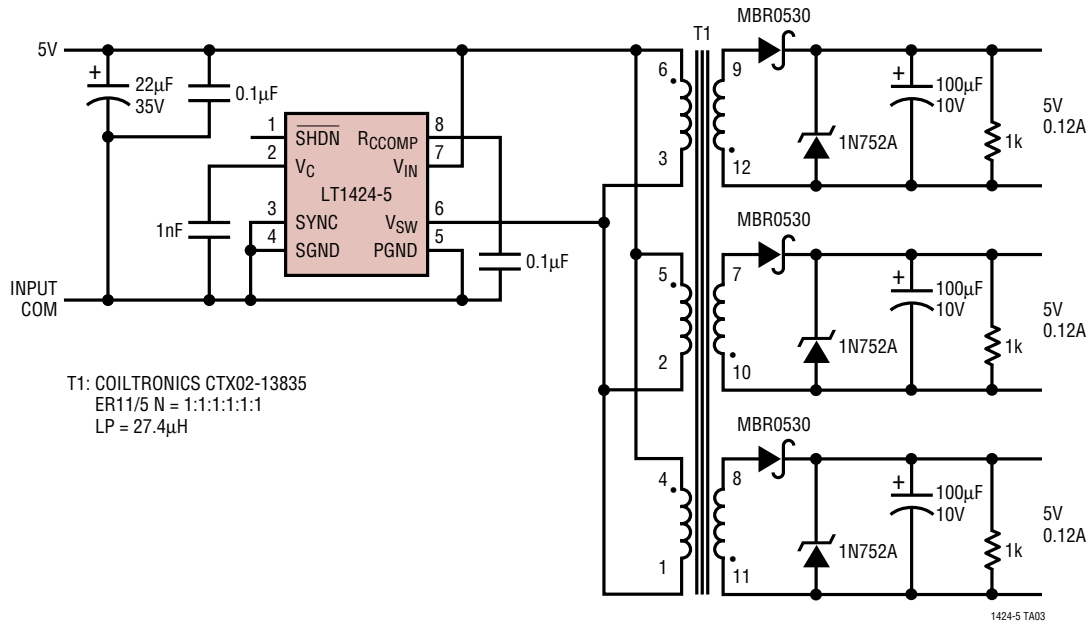 5V
+
22µF
35V
0.1µF
1
SHDN
2
VC
LT1424-5
3
SYNC
4
SGND
8
RCCOMP
7
VIN
6
VSW
5
PGND
1nF
0.1µF
INPUT
COM
T1: COILTRONICS CTX02-13835
ER11/5 N = 1:1:1:1:1:1
LP = 27.4µH
T1
6
3
5
2
4
1
MBR0530
9
12
1N752A
+
100µF
10V
1k
5V
0.12A
MBR0530
7
10
1N752A
+
100µF
10V
1k
5V
0.12A
MBR0530
8
11
1N752A
+
100µF
10V
1k
5V
0.12A
1424-5 TA03